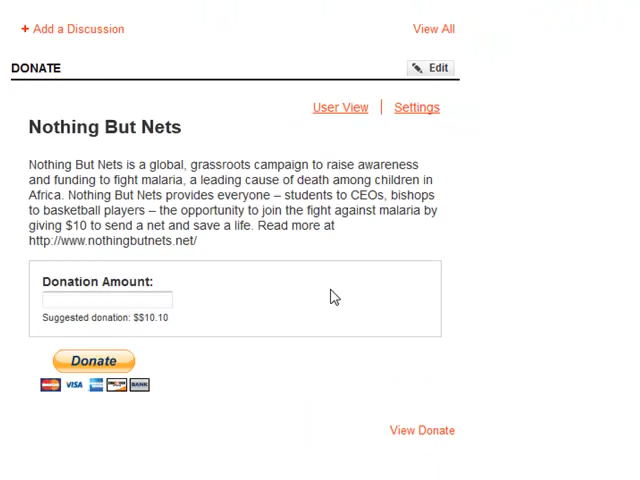 + Add a Discussion View All
DONATE Edit
User View | Settings
Nothing But Nets
Nothing But Nets is a global, grassroots campaign to raise awareness
and funding to fight malaria, a leading cause of death among children in
Africa. Nothing But Nets provides everyone – students to CEOs, bishops
to basketball players – the opportunity to join the fight against malaria by
giving $10 to send a net and save a life. Read more at
http://www.nothingbutnets.net/
Donation Amount:
Suggested donation: $$10.10
Donate
VISA BANK
View Donate